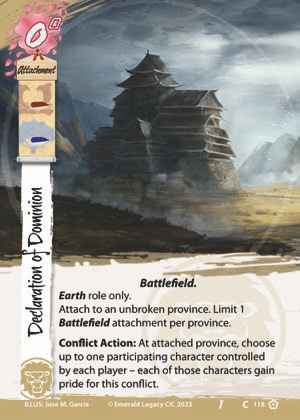 0
Attachment
Declaration of Dominion
Battlefield.
Earth role only.
Attach to an unbroken province. Limit 1
Battlefield attachment per province.
Conflict Action: At attached province, choose
up to one participating character controlled
by each player – each of those characters gain
pride for this conflict.
ILLUS: Jose M. Garcia
© Emerald Legacy CIC 2023
C 118